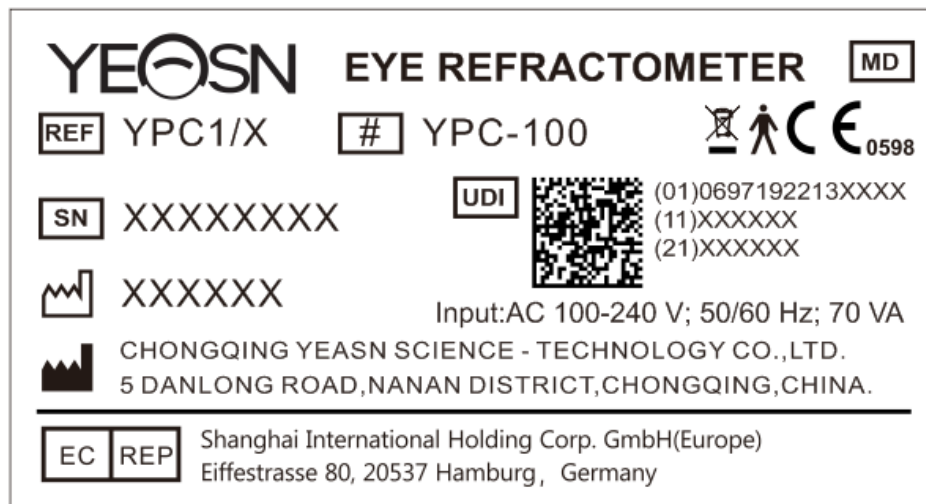 YEOSN EYE REFRACTOMETER MD
REF YPC1/X # YPC-100
0598
SN XXXXXXXX
UDI (01)0697192213XXXX
(11)XXXXXX
(21)XXXXXX
XXXXXX
Input:AC 100-240 V; 50/60 Hz; 70 VA
CHONGQING YEASN SCIENCE - TECHNOLOGY CO.,LTD.
5 DANLONG ROAD,NANAN DISTRICT,CHONGQING,CHINA.
EC REP Shanghai International Holding Corp. GmbH(Europe)
Eiffestrasse 80, 20537 Hamburg, Germany